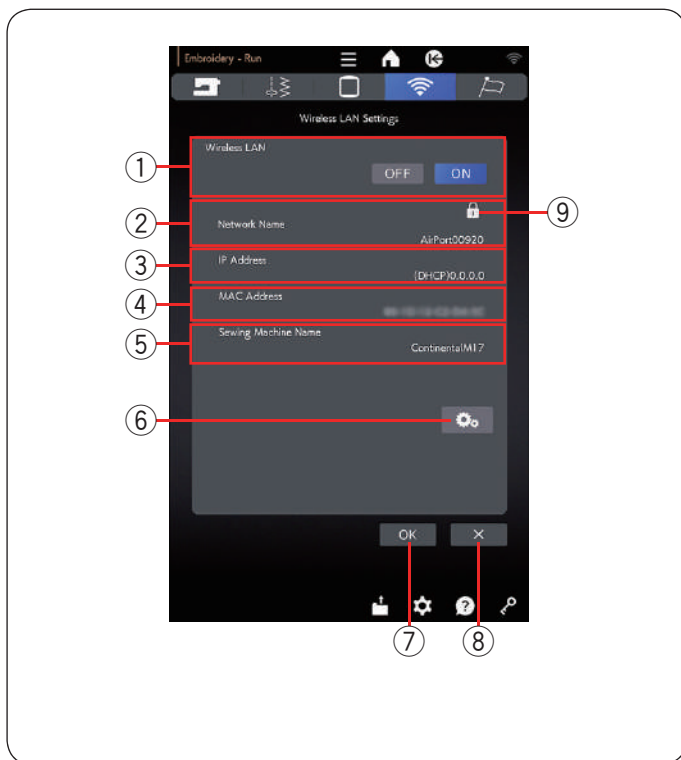 Embroidery - Run
Wireless LAN Settings
Wireless LAN
① OFF ON
② ⑨
Network Name
AirPort00920
③ IP Address
(DHCP)0.0.0.0
④ MAC Address
⑤ Sewing Machine Name
ContinentalM17
⑥
OK ×
⑦ ⑧